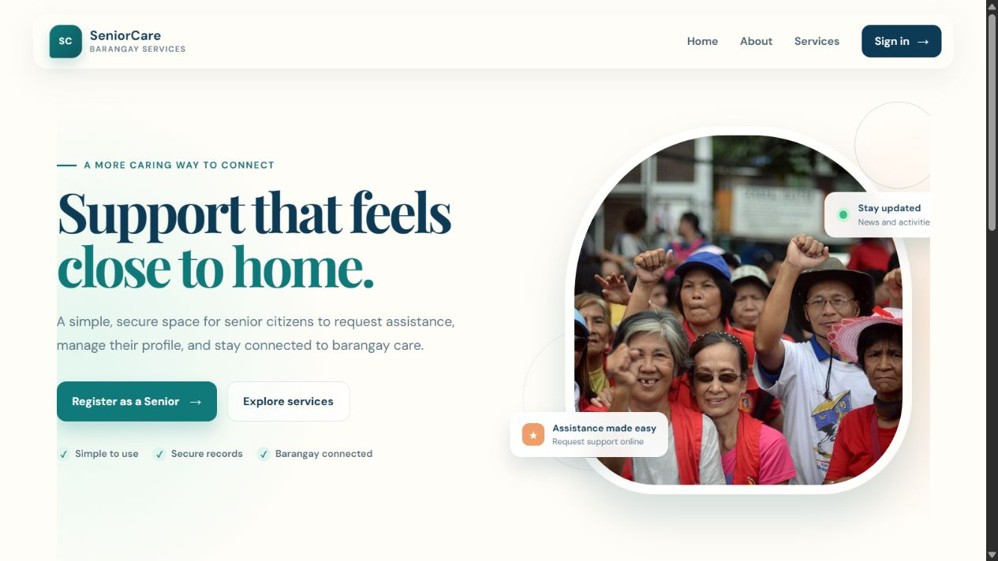 SC
SeniorCare
BARANGAY SERVICES
Home
About
Services
Sign in →
A MORE CARING WAY TO CONNECT
Support that feels
close to home.
A simple, secure space for senior citizens to request assistance,
manage their profile, and stay connected to barangay care.
Register as a Senior →
Explore services
✓ Simple to use
✓ Secure records
✓ Barangay connected
Stay updated
News and activitie
Assistance made easy
Request support online